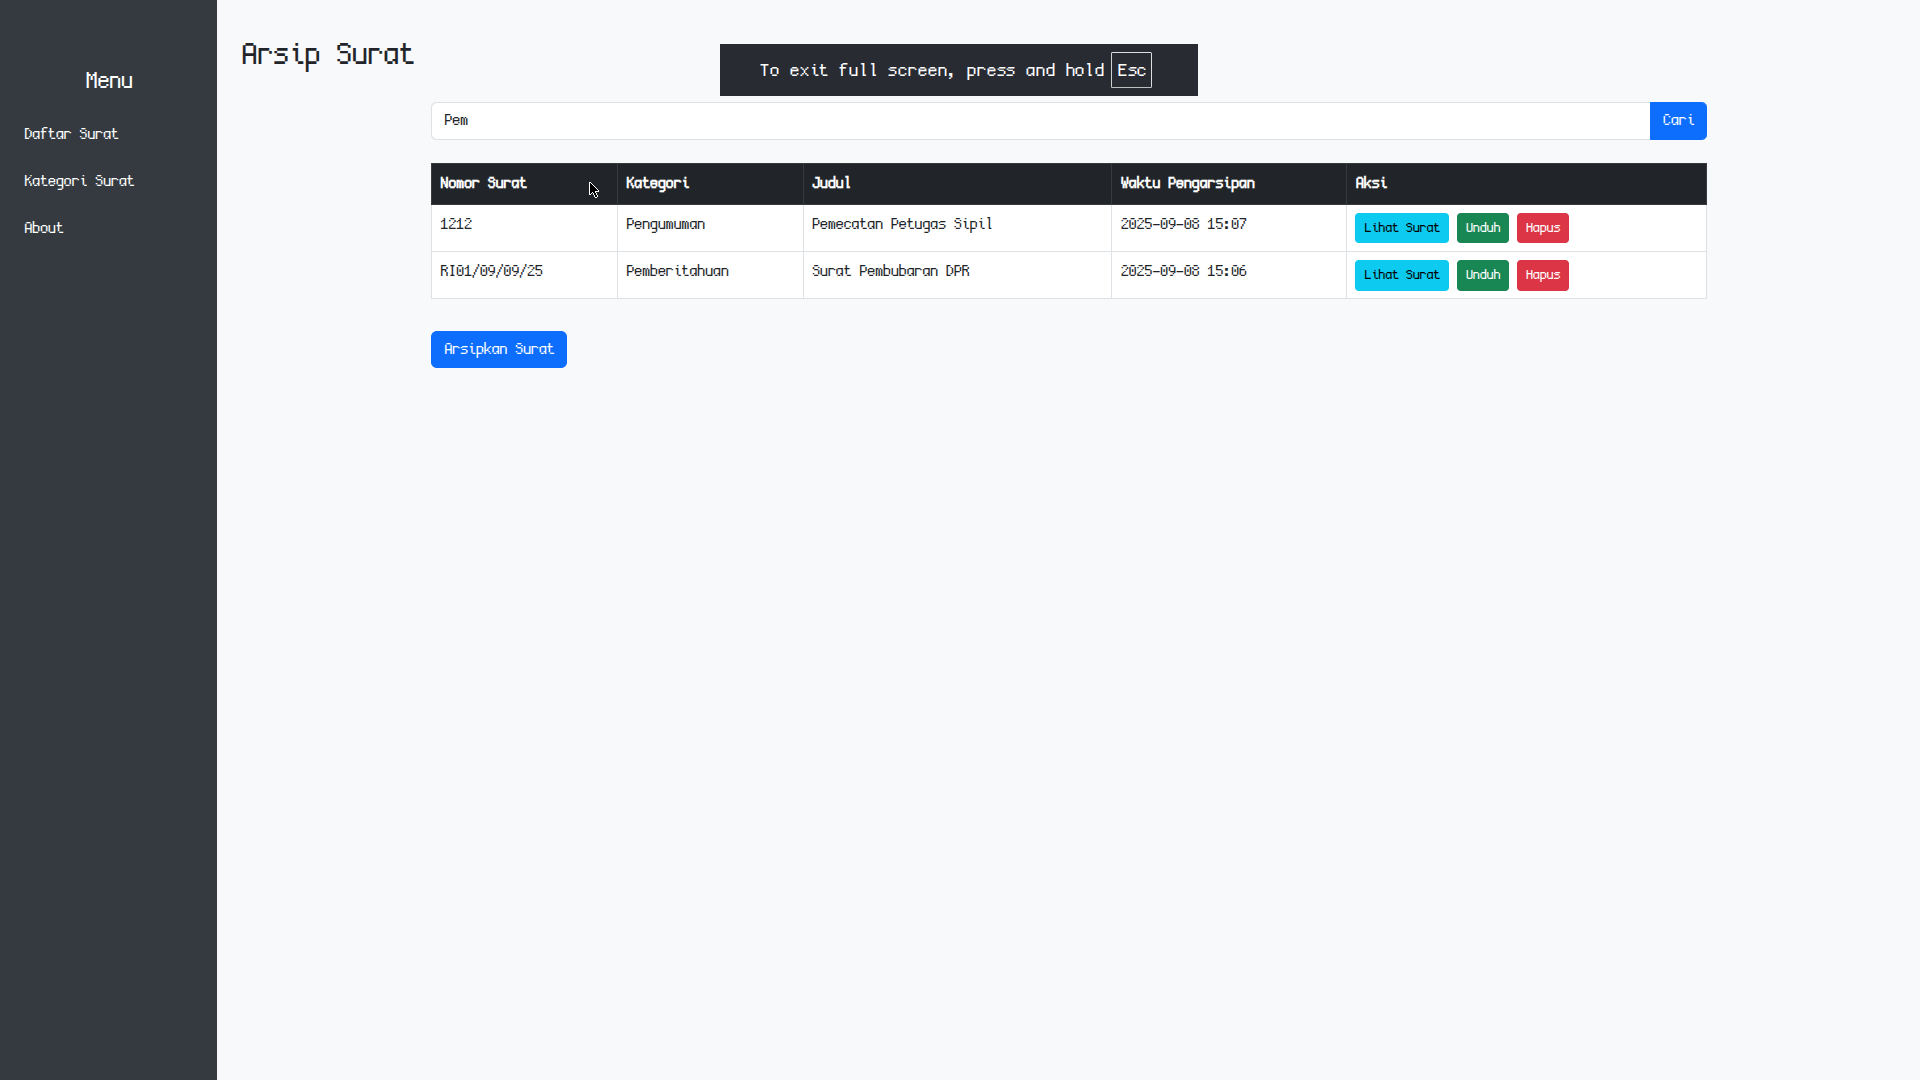 Menu
Daftar Surat
Kategori Surat
About
Arsip Surat
To exit full screen, press and hold Esc
Pem
Cari
Nomor Surat Kategori Judul Waktu Pengarsipan Aksi
1212 Pengumuman Pemecatan Petugas Sipil 2025-09-08 15:07 Lihat Surat Unduh Hapus
RI01/09/09/25 Pemberitahuan Surat Pembubaran DPR 2025-09-08 15:06 Lihat Surat Unduh Hapus
Arsipkan Surat